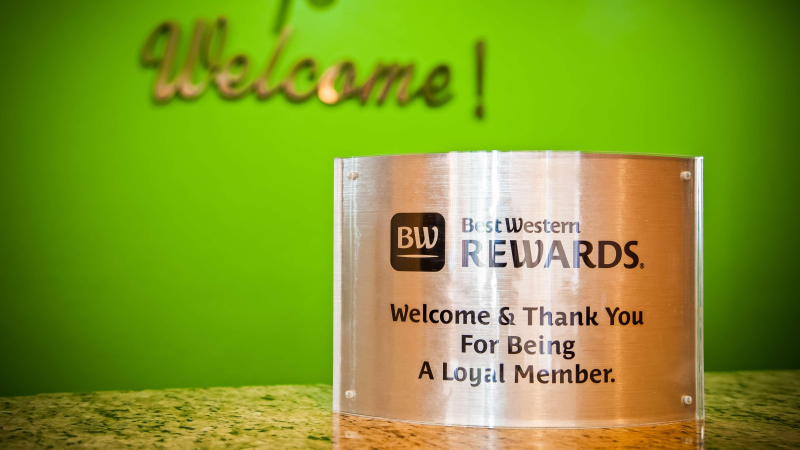 Welcome!
BW
Best Western
REWARDS.
Welcome & Thank You
For Being
A Loyal Member.